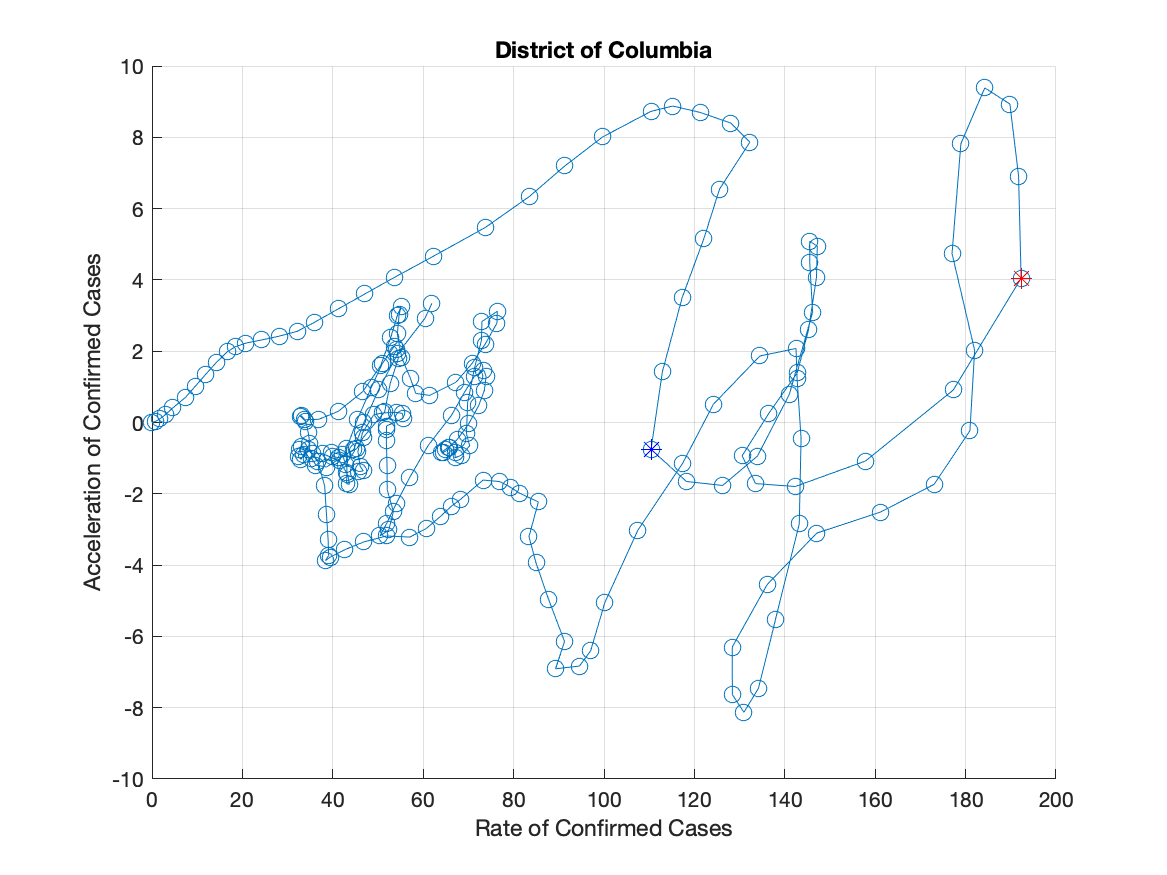 District of Columbia
10
8
6
4
2
0
-2
-4
-6
-8
-10
Acceleration of Confirmed Cases
0 20 40 60 80 100 120 140 160 180 200
Rate of Confirmed Cases